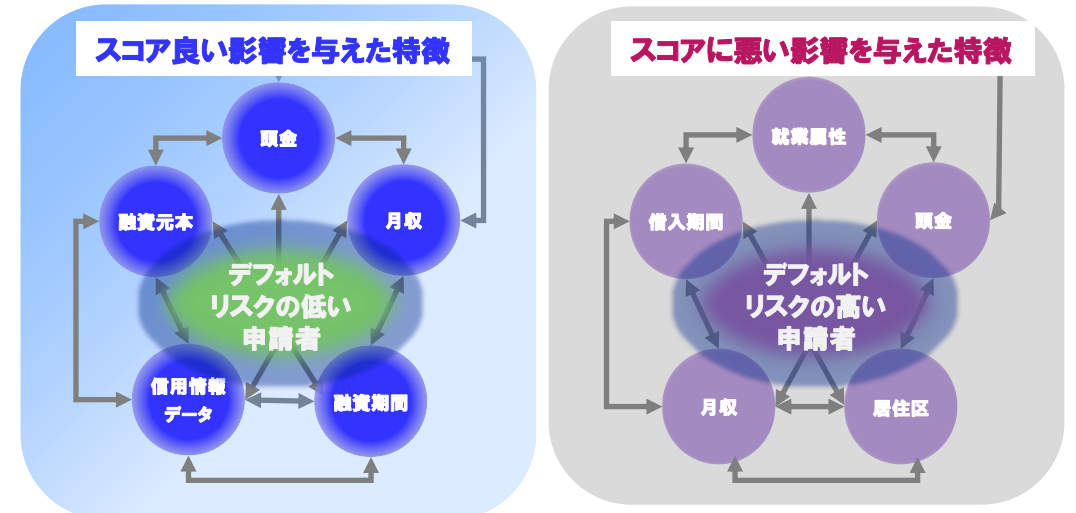 スコア良い影響を与えた特徴
頭金
融資元本
月収
デフォルト
リスクの低い
申請者
信用情報
データ
融資期間
スコアに悪い影響を与えた特徴
就業属性
借入期間
頭金
デフォルト
リスクの高い
申請者
月収
居住区